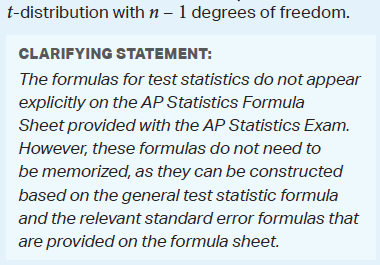 t-distribution with n – 1 degrees of freedom.
CLARIFYING STATEMENT:
The formulas for test statistics do not appear
explicitly on the AP Statistics Formula
Sheet provided with the AP Statistics Exam.
However, these formulas do not need to
be memorized, as they can be constructed
based on the general test statistic formula
and the relevant standard error formulas that
are provided on the formula sheet.